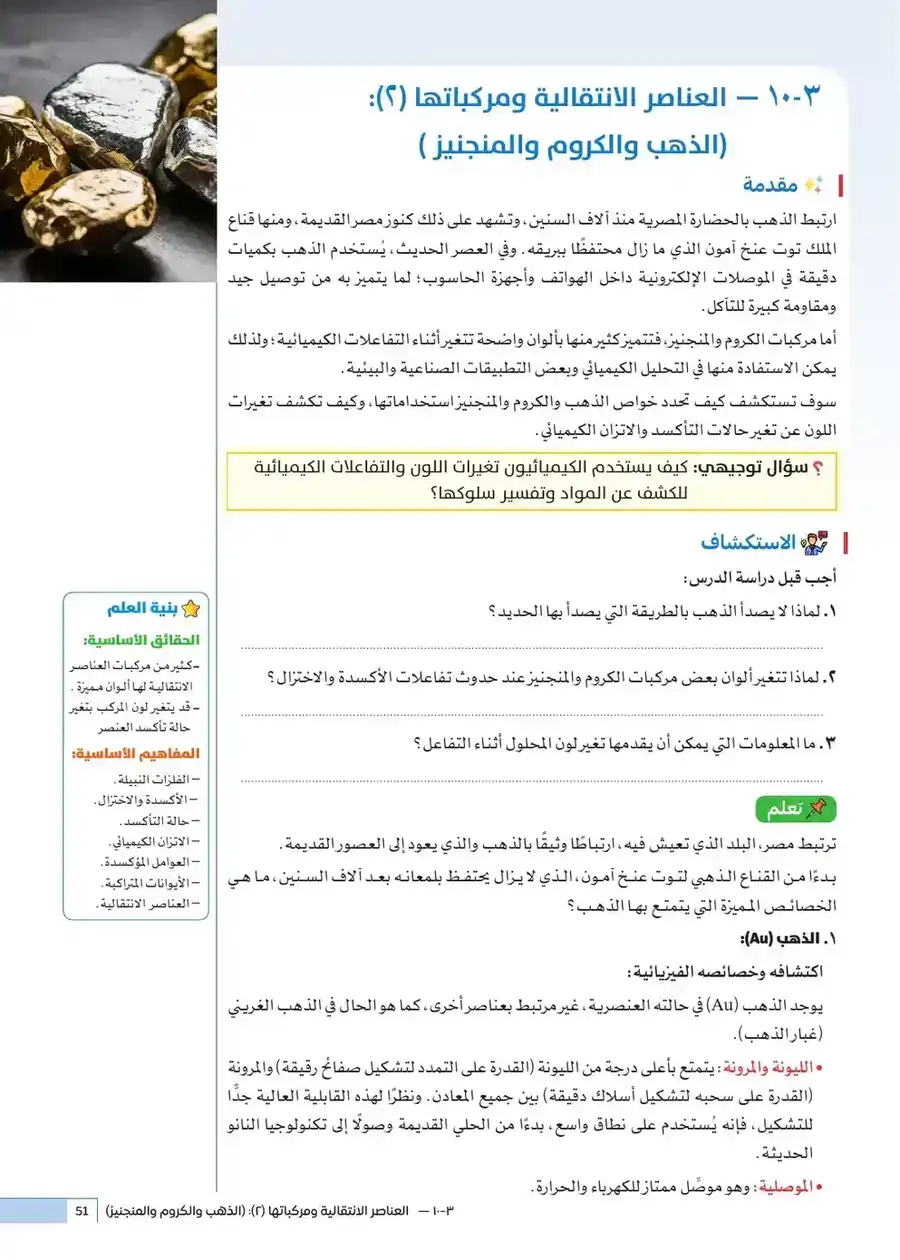 ٣-١٠ — العناصر الانتقالية ومركباتها (٢):
(الذهب والكروم والمنجنيز )
مقدمة
ارتبط الذهب بالحضارة المصرية منذ آلاف السنين، وتشهد على ذلك كنوز مصر القديمة، ومنها قناع
الملك توت عنخ آمون الذي ما زال محتفظًا ببريقه. وفي العصر الحديث، يُستخدم الذهب بكميات
دقيقة في الموصلات الإلكترونية داخل الهواتف وأجهزة الحاسوب؛ لما يتميز به من توصيل جيد
ومقاومة كبيرة للتآكل.
أما مركبات الكروم والمنجنيز، فتتميز كثير منها بألوان واضحة تتغير أثناء التفاعلات الكيميائية؛ ولذلك
يمكن الاستفادة منها في التحليل الكيميائي وبعض التطبيقات الصناعية والبيئية.
سوف تستكشف كيف تحدد خواص الذهب والكروم والمنجنيز استخداماتها، وكيف تكشف تغيرات
اللون عن تغير حالات التأكسد والاتزان الكيميائي.
؟ سؤال توجيهي: كيف يستخدم الكيميائيون تغيرات اللون والتفاعلات الكيميائية
للكشف عن المواد وتفسير سلوكها؟
الاستكشاف
أجب قبل دراسة الدرس:
١. لماذا لا يصدأ الذهب بالطريقة التي يصدأ بها الحديد؟
٢. لماذا تتغير ألوان بعض مركبات الكروم والمنجنيز عند حدوث تفاعلات الأكسدة والاختزال؟
٣. ما المعلومات التي يمكن أن يقدمها تغير لون المحلول أثناء التفاعل؟
تعلم
ترتبط مصر، البلد الذي تعيش فيه، ارتباطًا وثيقًا بالذهب والذي يعود إلى العصور القديمة.
بدءًا من القناع الذهبي لتوت عنخ آمون، الذي لا يزال يحتفظ بلمعانه بعد آلاف السنين، ما هي
الخصائص المميزة التي يتمتع بها الذهب؟
١. الذهب (Au):
اكتشافه وخصائصه الفيزيائية:
يوجد الذهب (Au) في حالته العنصرية، غير مرتبط بعناصر أخرى، كما هو الحال في الذهب الغريني
(غبار الذهب).
• الليونة والمرونة: يتمتع بأعلى درجة من الليونة (القدرة على التمدد لتشكيل صفائح رقيقة) والمرونة
(القدرة على سحبه لتشكيل أسلاك دقيقة) بين جميع المعادن. ونظرًا لهذه القابلية العالية جدًّا
للتشكيل، فإنه يُستخدم على نطاق واسع، بدءًا من الحلي القديمة وصولًا إلى تكنولوجيا النانو
الحديثة.
• الموصلية: وهو موصِّل ممتاز للكهرباء والحرارة.
بنية العلم
الحقائق الأساسية:
-كثير من مركبات العناصر
الانتقالية لها ألوان مميزة .
- قد يتغير لون المركب بتغير
حالة تأكسد العنصر
المفاهيم الأساسية:
– الفلزات النبيلة.
– الأكسدة والاختزال.
– حالة التأكسد.
– الاتزان الكيميائي.
– العوامل المؤكسدة.
– الأيونات المتراكبة.
– العناصر الانتقالية.
٣-١٠ — العناصر الانتقالية ومركباتها (٢): (الذهب والكروم والمنجنيز)
51